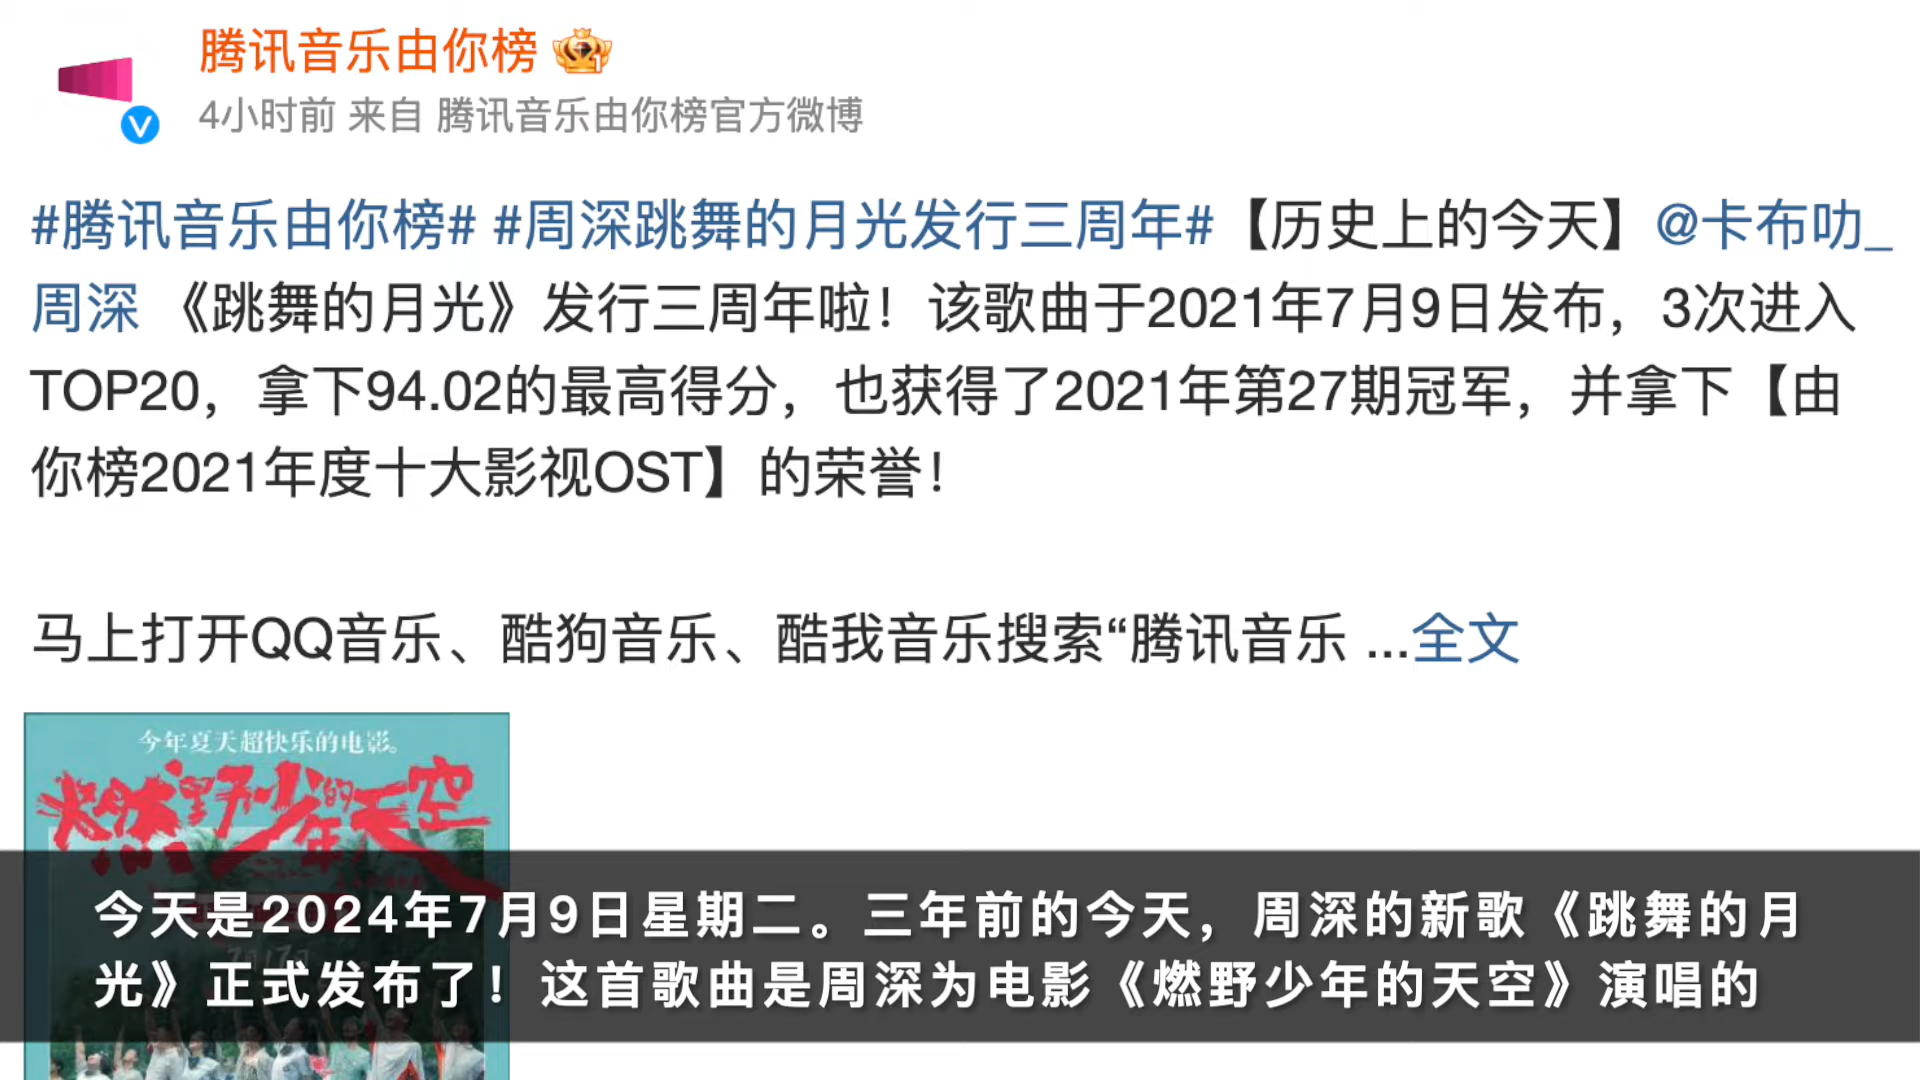 腾讯音乐由你榜
4小时前 来自 腾讯音乐由你榜官方微博
#腾讯音乐由你榜# #周深跳舞的月光发行三周年#【历史上的今天】@卡布叻_
周深 《跳舞的月光》发行三周年啦！该歌曲于2021年7月9日发布，3次进入
TOP20，拿下94.02的最高得分，也获得了2021年第27期冠军，并拿下【由
你榜2021年度十大影视OST】的荣誉！
马上打开QQ音乐、酷狗音乐、酷我音乐搜索“腾讯音乐 ...全文
今年夏天超快乐的电影。
燃野少年的天空
今天是2024年7月9日星期二。三年前的今天，周深的新歌《跳舞的月
光》正式发布了！这首歌曲是周深为电影《燃野少年的天空》演唱的